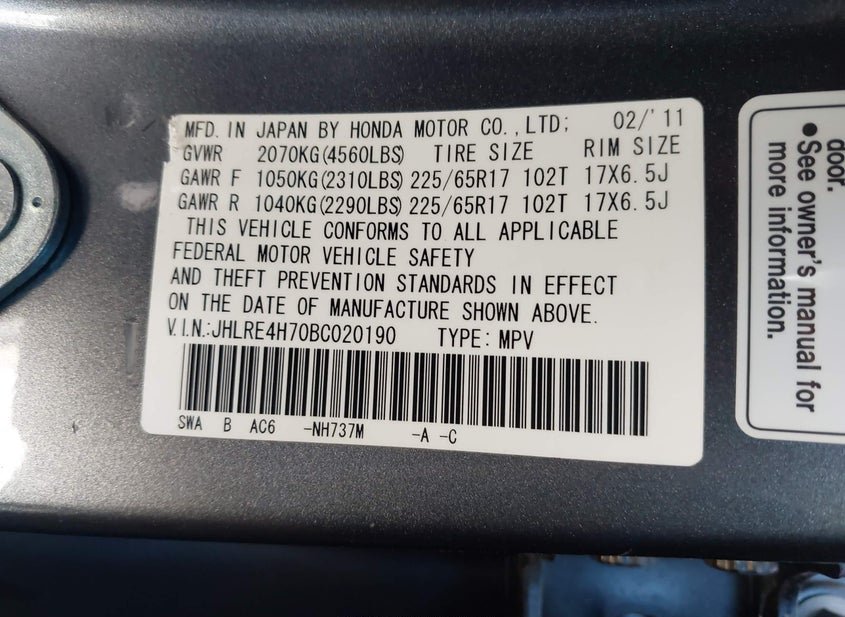 MFD. IN JAPAN BY HONDA MOTOR CO.,LTD; 02/'11
GVWR 2070KG(4560LBS) TIRE SIZE RIM SIZE
GAWR F 1050KG(2310LBS) 225/65R17 102T 17X6.5J
GAWR R 1040KG(2290LBS) 225/65R17 102T 17X6.5J
THIS VEHICLE CONFORMS TO ALL APPLICABLE
FEDERAL MOTOR VEHICLE SAFETY
AND THEFT PREVENTION STANDARDS IN EFFECT
ON THE DATE OF MANUFACTURE SHOWN ABOVE.
V.I.N.:JHLRE4H70BC020190 TYPE: MPV
SWA B AC6 -NH737M -A -C
door.
●See owner's manual for
more information.